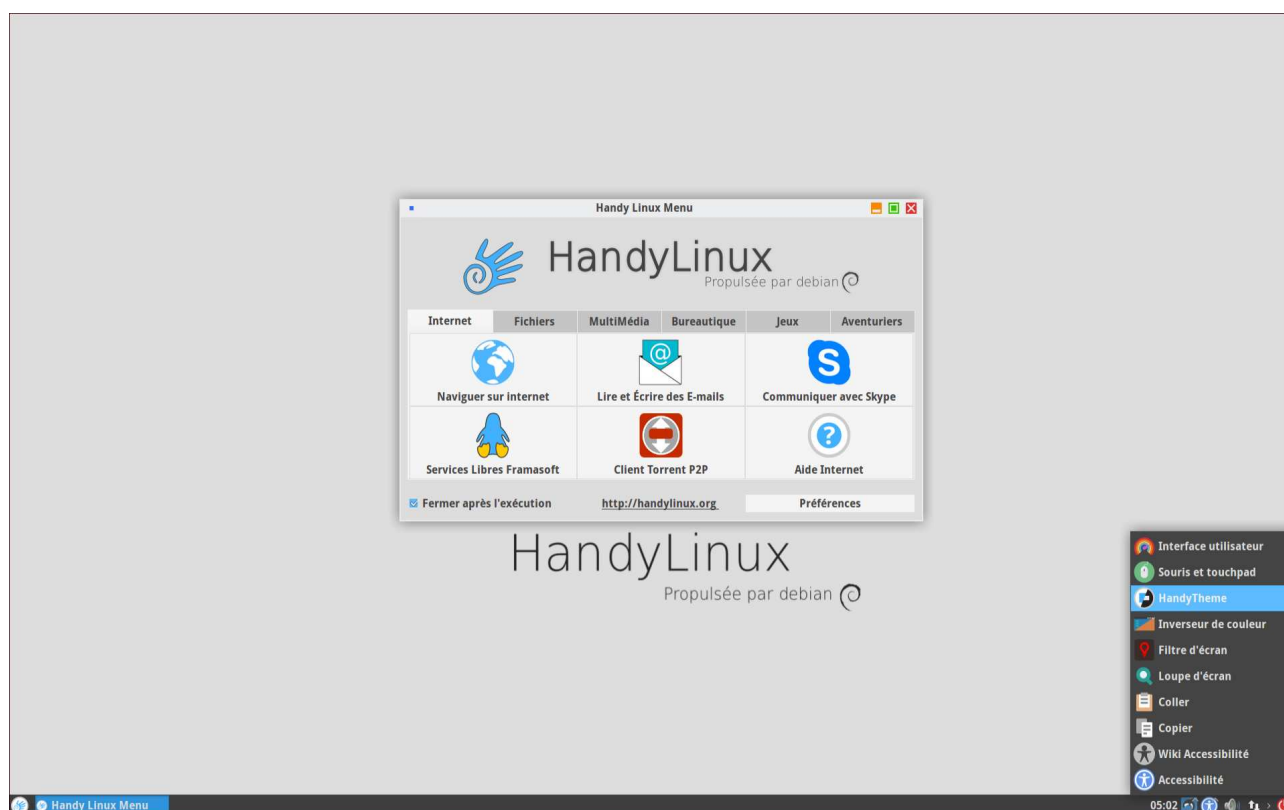 Handy Linux Menu
HandyLinux
Propulsée par debian
Internet Fichiers MultiMédia Bureautique Jeux Aventuriers
@ S
Naviguer sur internet Lire et Écrire des E-mails Communiquer avec Skype
?
Services Libres Framasoft Client Torrent P2P Aide Internet
Fermer après l'exécution http://handylinux.org Préférences
HandyLinux
Propulsée par debian
Interface utilisateur
Souris et touchpad
HandyTheme
Inverseur de couleur
Filtre d'écran
Loupe d'écran
Coller
Copier
Wiki Accessibilité
Accessibilité
Handy Linux Menu 05:02